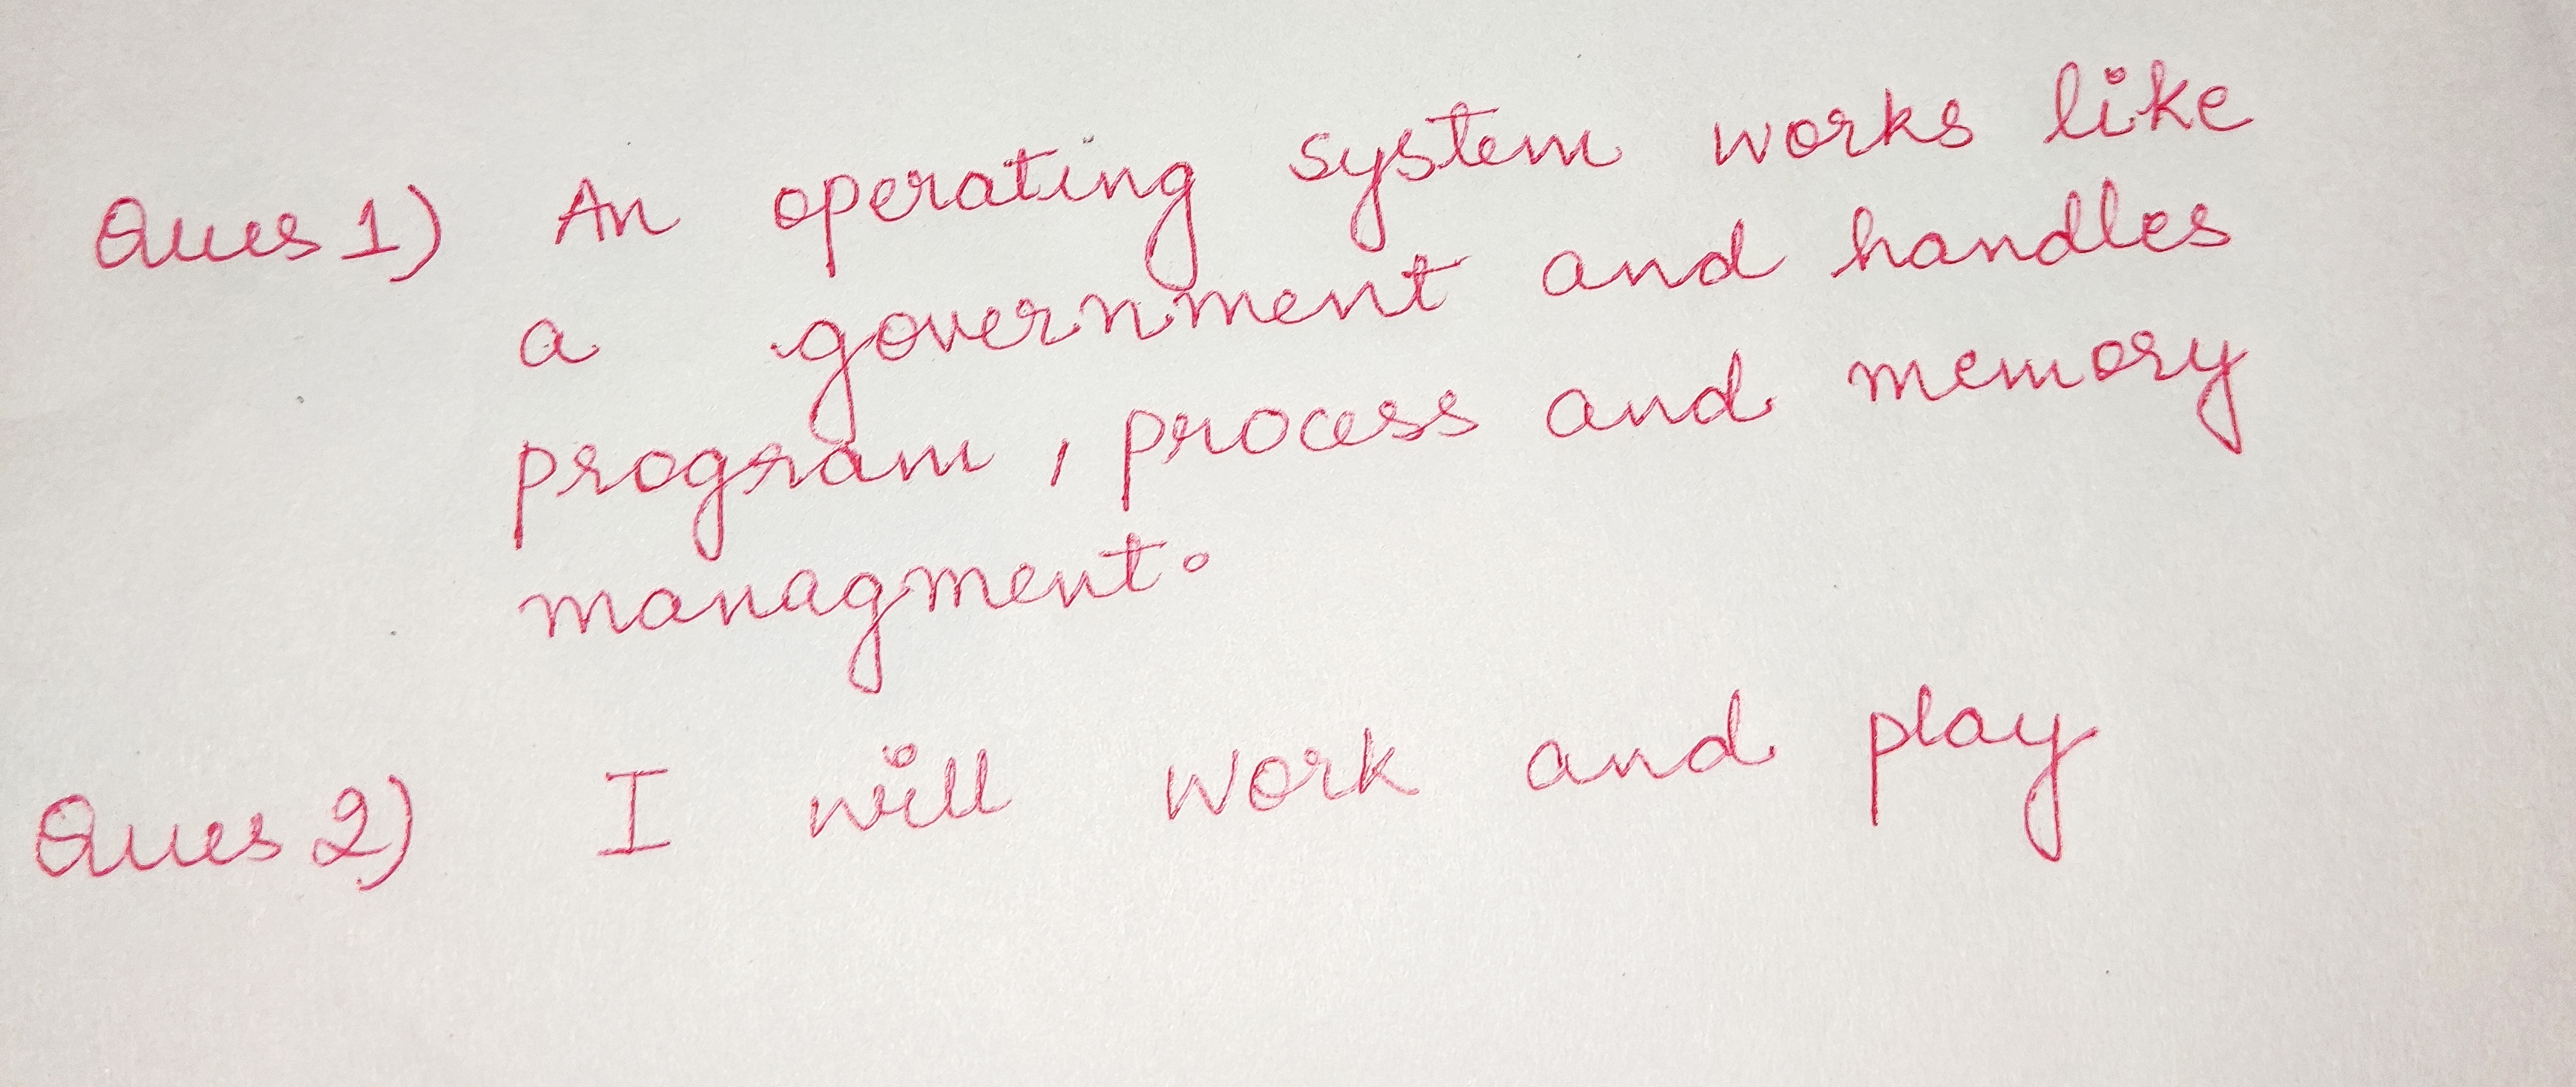 Ques 1) An operating system works like
a government and handles
program, process and memory
managment.
Ques 2) I will work and play